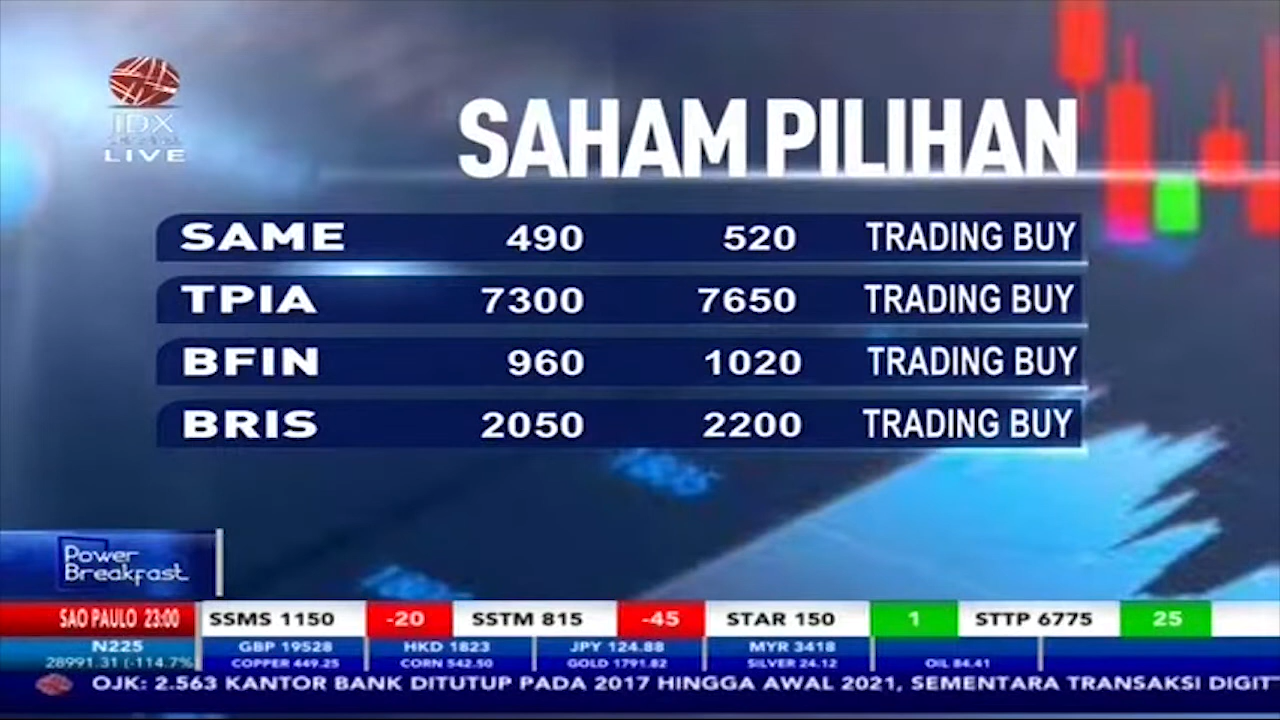 IDX
LIVE
SAHAM PILIHAN
SAME 490 520 TRADING BUY
TPIA 7300 7650 TRADING BUY
BFIN 960 1020 TRADING BUY
BRIS 2050 2200 TRADING BUY
Power
Breakfast
SAO PAULO 23:00 SSMS 1150 -20 SSTM 815 -45 STAR 150 1 STTP 6775 25
N225 GBP 19528 HKD 1823 JPY 124.88 MYR 3418
28991.31 (-114.7% COPPER 449.25 CORN 542.50 GOLD 1791.82 SILVER 24.12 OIL 84.41
OJK: 2.563 KANTOR BANK DITUTUP PADA 2017 HINGGA AWAL 2021, SEMENTARA TRANSAKSI DIGIT